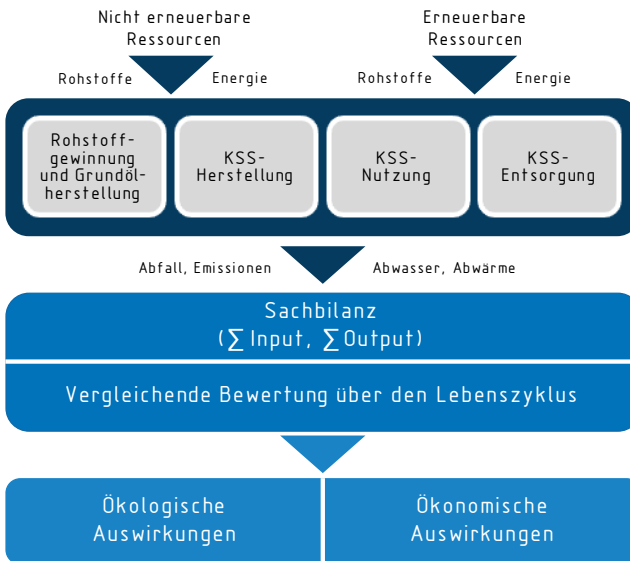 Nicht erneuerbare
Ressourcen
Erneuerbare
Ressourcen
Rohstoffe
Energie
Rohstoffe
Energie
Rohstoff-
gewinnung
und Grundöl-
herstellung
KSS-
Herstellung
KSS-
Nutzung
KSS-
Entsorgung
Abfall, Emissionen
Abwasser, Abwärme
Sachbilanz
(∑ Input, ∑ Output)
Vergleichende Bewertung über den Lebenszyklus
Ökologische
Auswirkungen
Ökonomische
Auswirkungen